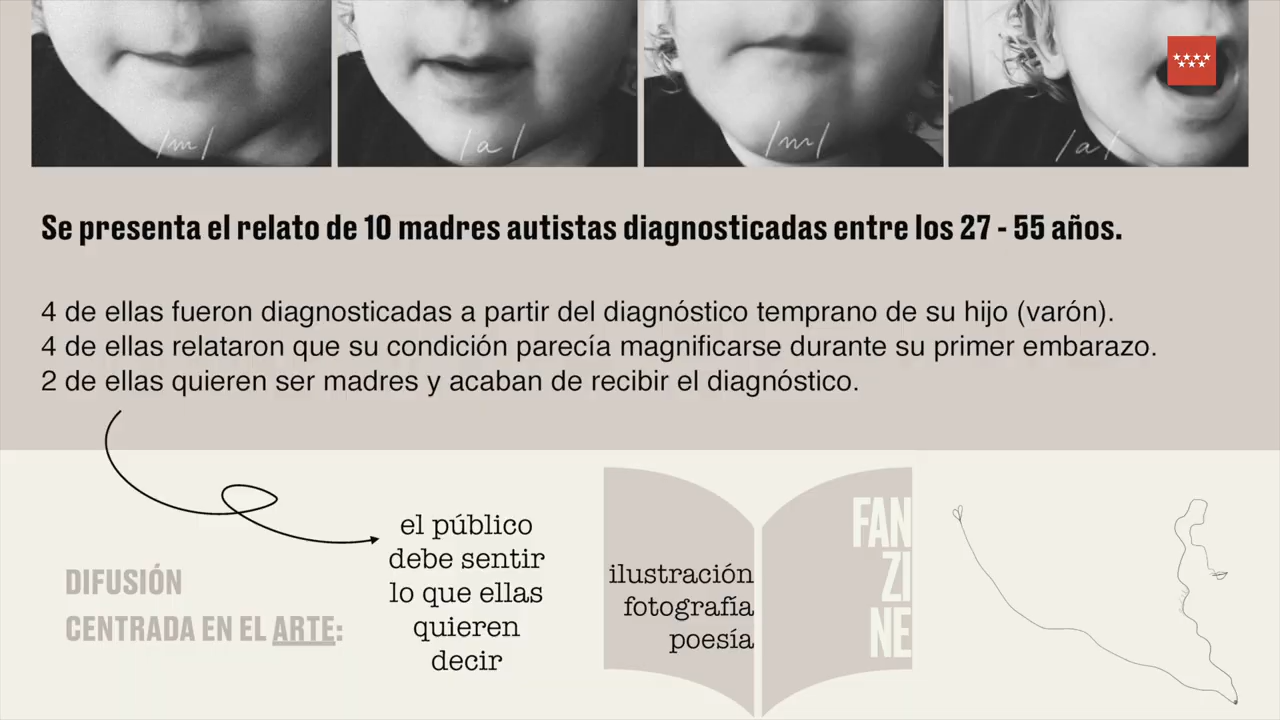 /m/
/a/
/m/
/a/
Se presenta el relato de 10 madres autistas diagnosticadas entre los 27 - 55 años.
4 de ellas fueron diagnosticadas a partir del diagnóstico temprano de su hijo (varón).
4 de ellas relataron que su condición parecía magnificarse durante su primer embarazo.
2 de ellas quieren ser madres y acaban de recibir el diagnóstico.
DIFUSIÓN
CENTRADA EN EL ARTE:
el público
debe sentir
lo que ellas
quieren
decir
ilustración
fotografía
poesía
FAN
ZI
NE